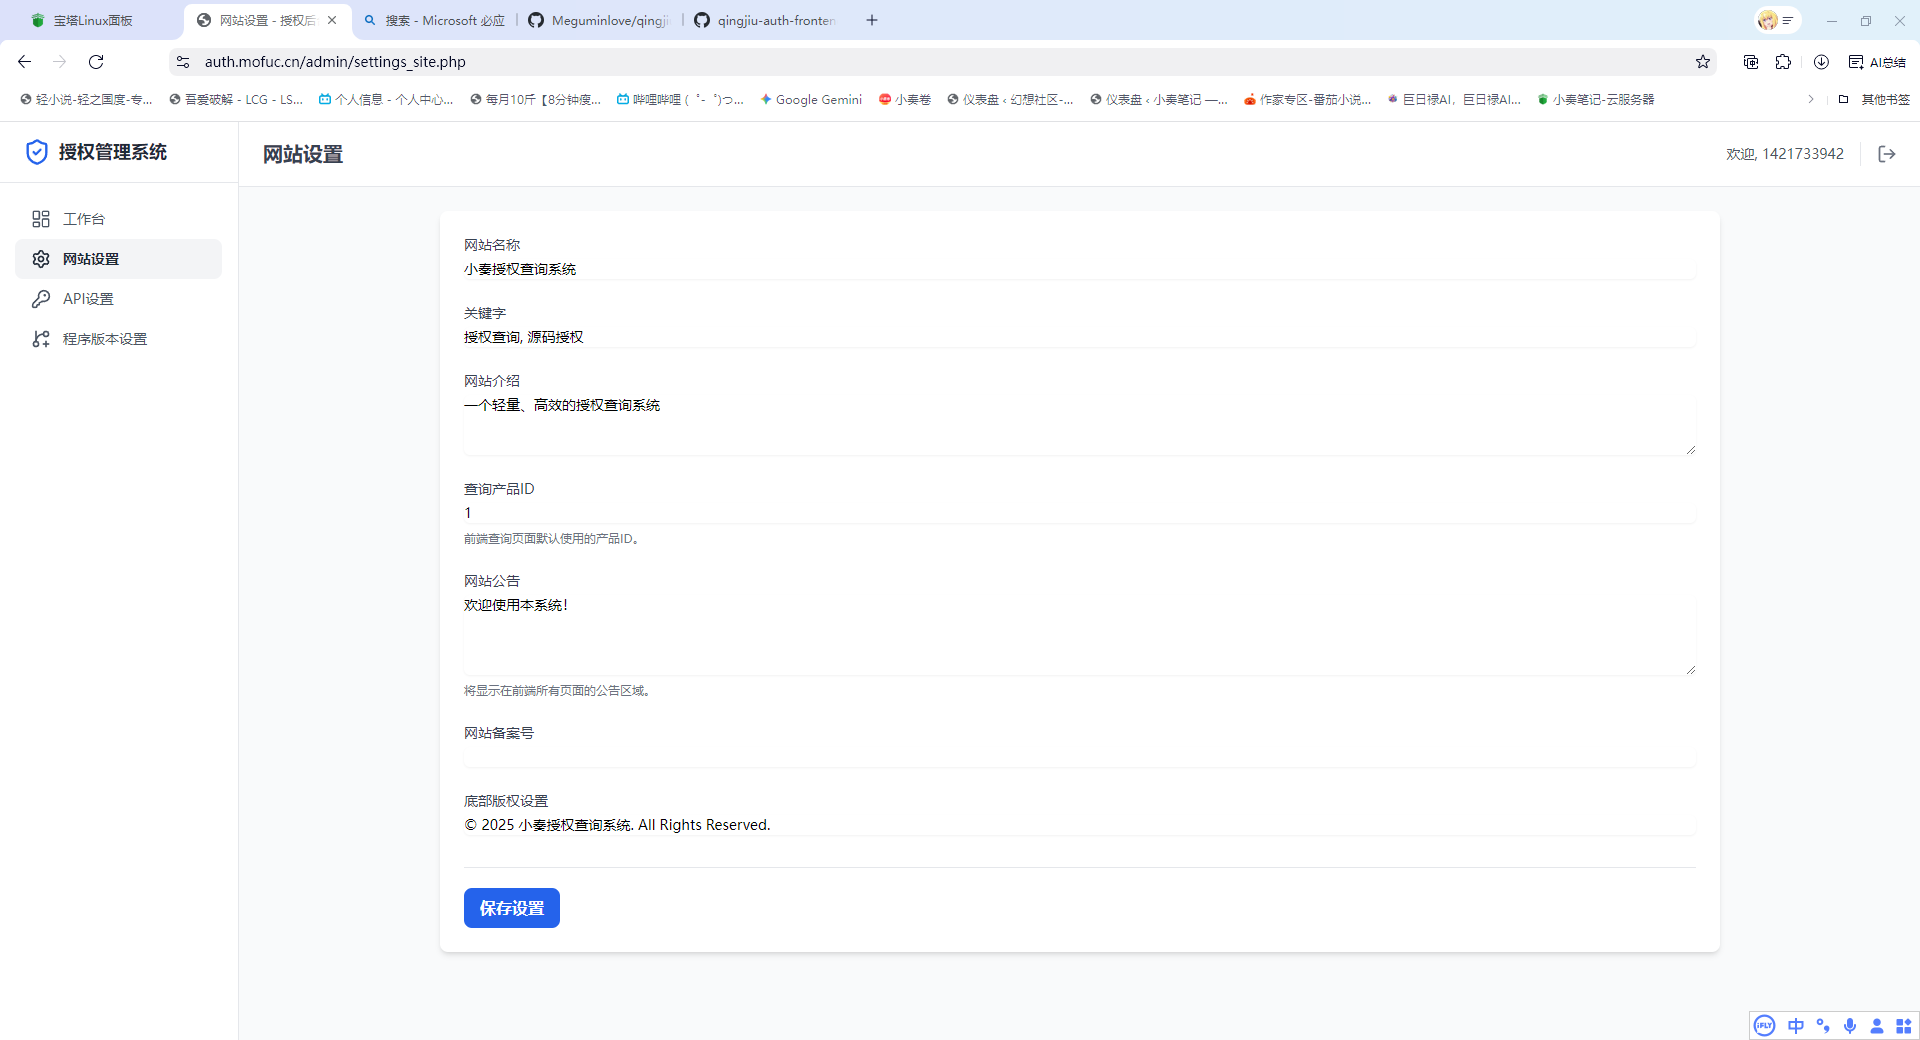 宝塔Linux面板
网站设置 - 授权后
搜索 - Microsoft 必应
Meguminlove/qingji
qingjiu-auth-fronten
auth.mofuc.cn/admin/settings_site.php
AI总结
轻小说-轻之国度-专...
吾爱破解 - LCG - LS...
个人信息 - 个人中心...
每月10斤【8分钟瘦...
哔哩哔哩 (゜-゜)つ...
Google Gemini
小奏卷
仪表盘 ‹ 幻想社区-...
仪表盘 ‹ 小奏笔记 —...
作家专区-番茄小说...
巨日禄AI，巨日禄AI...
小奏笔记-云服务器
其他书签
授权管理系统
网站设置
欢迎, 1421733942
工作台
网站设置
API设置
程序版本设置
网站名称
小奏授权查询系统
关键字
授权查询, 源码授权
网站介绍
一个轻量、高效的授权查询系统
查询产品ID
1
前端查询页面默认使用的产品ID。
网站公告
欢迎使用本系统！
将显示在前端所有页面的公告区域。
网站备案号
底部版权设置
© 2025 小奏授权查询系统. All Rights Reserved.
保存设置
iFLY
中